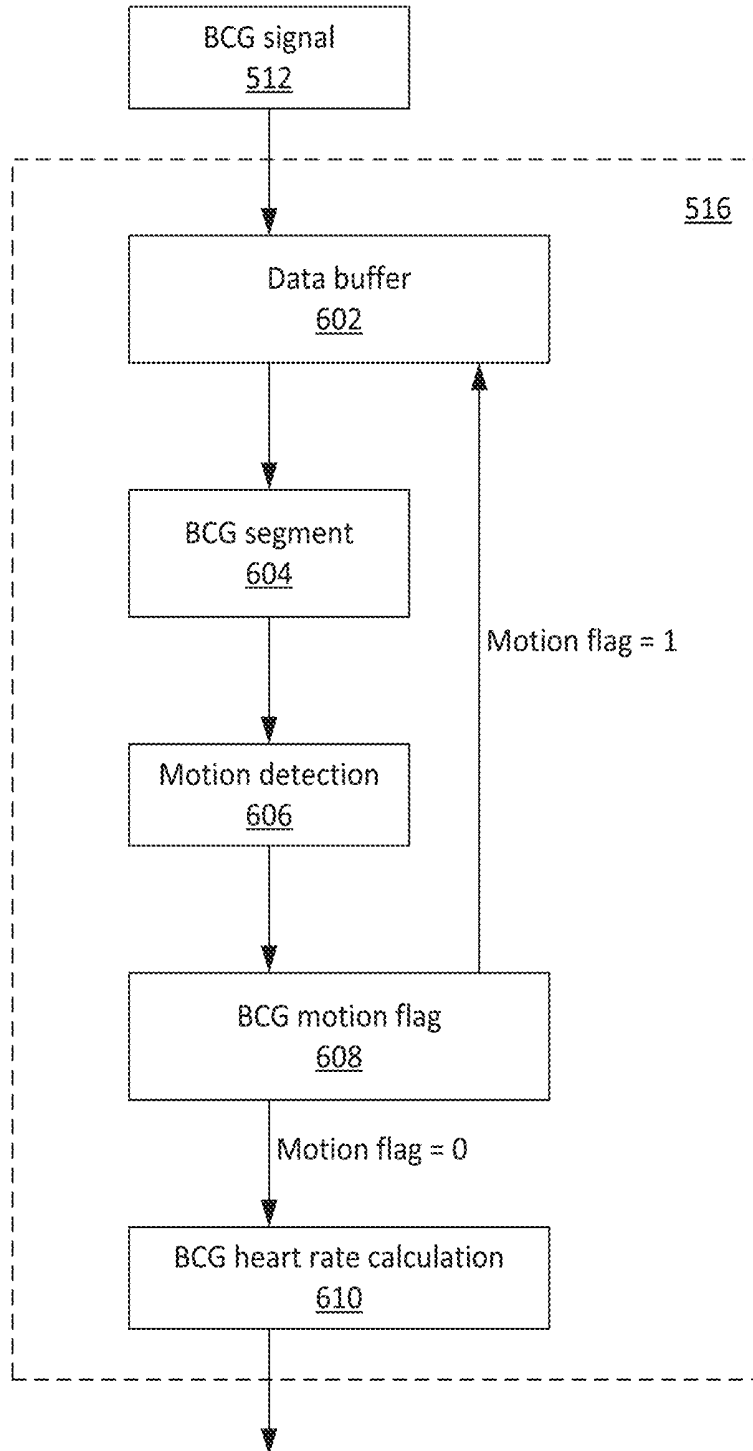 BCG signal
512
516
Data buffer
602
BCG segment
604
Motion flag = 1
Motion detection
606
BCG motion flag
608
Motion flag = 0
BCG heart rate calculation
610